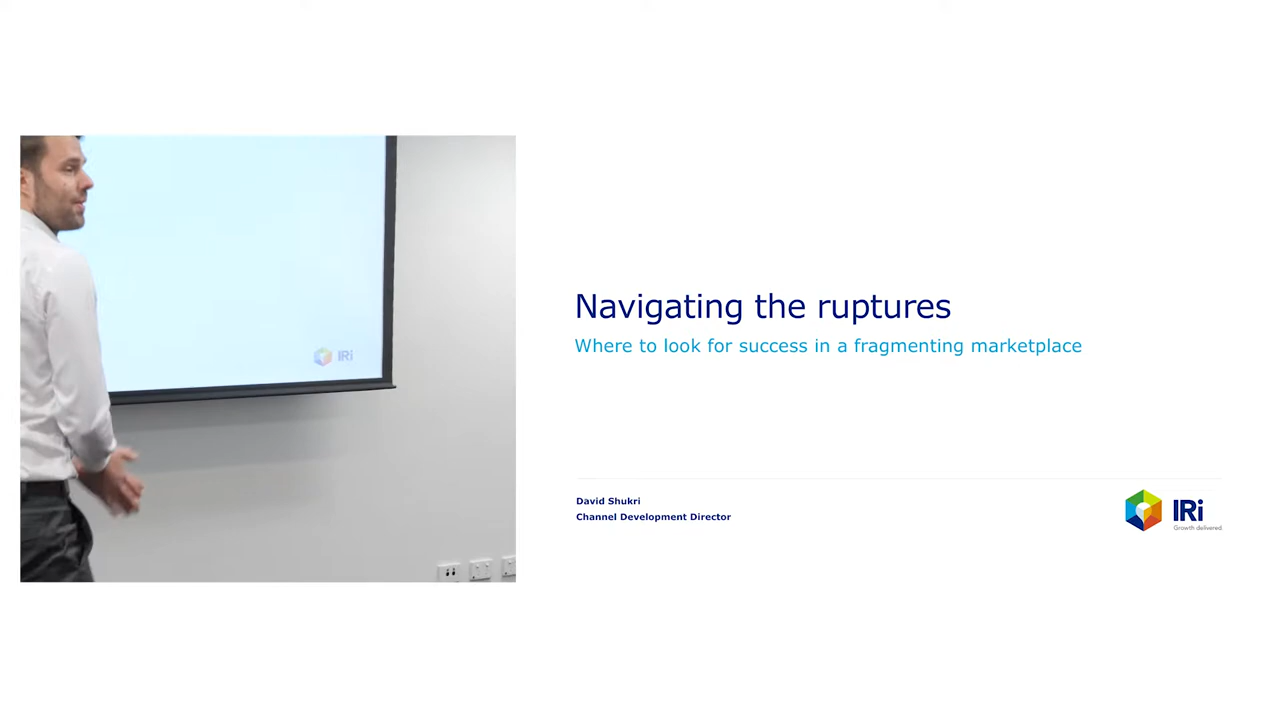 IRi
Navigating the ruptures
Where to look for success in a fragmenting marketplace
David Shukri
Channel Development Director
IRi
Growth delivered